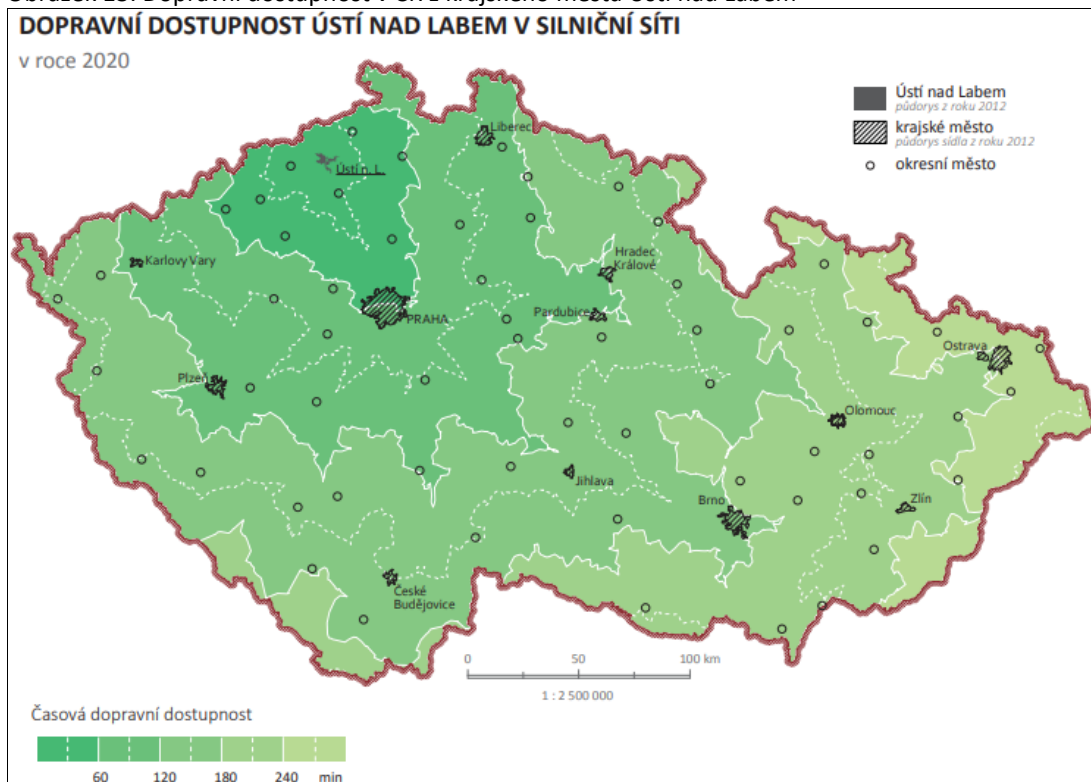 DOPRAVNÍ DOSTUPNOST ÚSTÍ NAD LABEM V SILNIČNÍ SÍTI
v roce 2020
Ústí nad Labem
půdorys z roku 2012
krajské město
půdorys sídla z roku 2012
okresní město
Liberec
Ústí n. L.
Karlovy Vary
Hradec
Králové
PRAHA
Pardubice
Ostrava
Plzeň
Olomouc
Jihlava
Brno
Zlín
České
Budějovice
0 50 100 km
1 : 2 500 000
Časová dopravní dostupnost
60 120 180 240 min